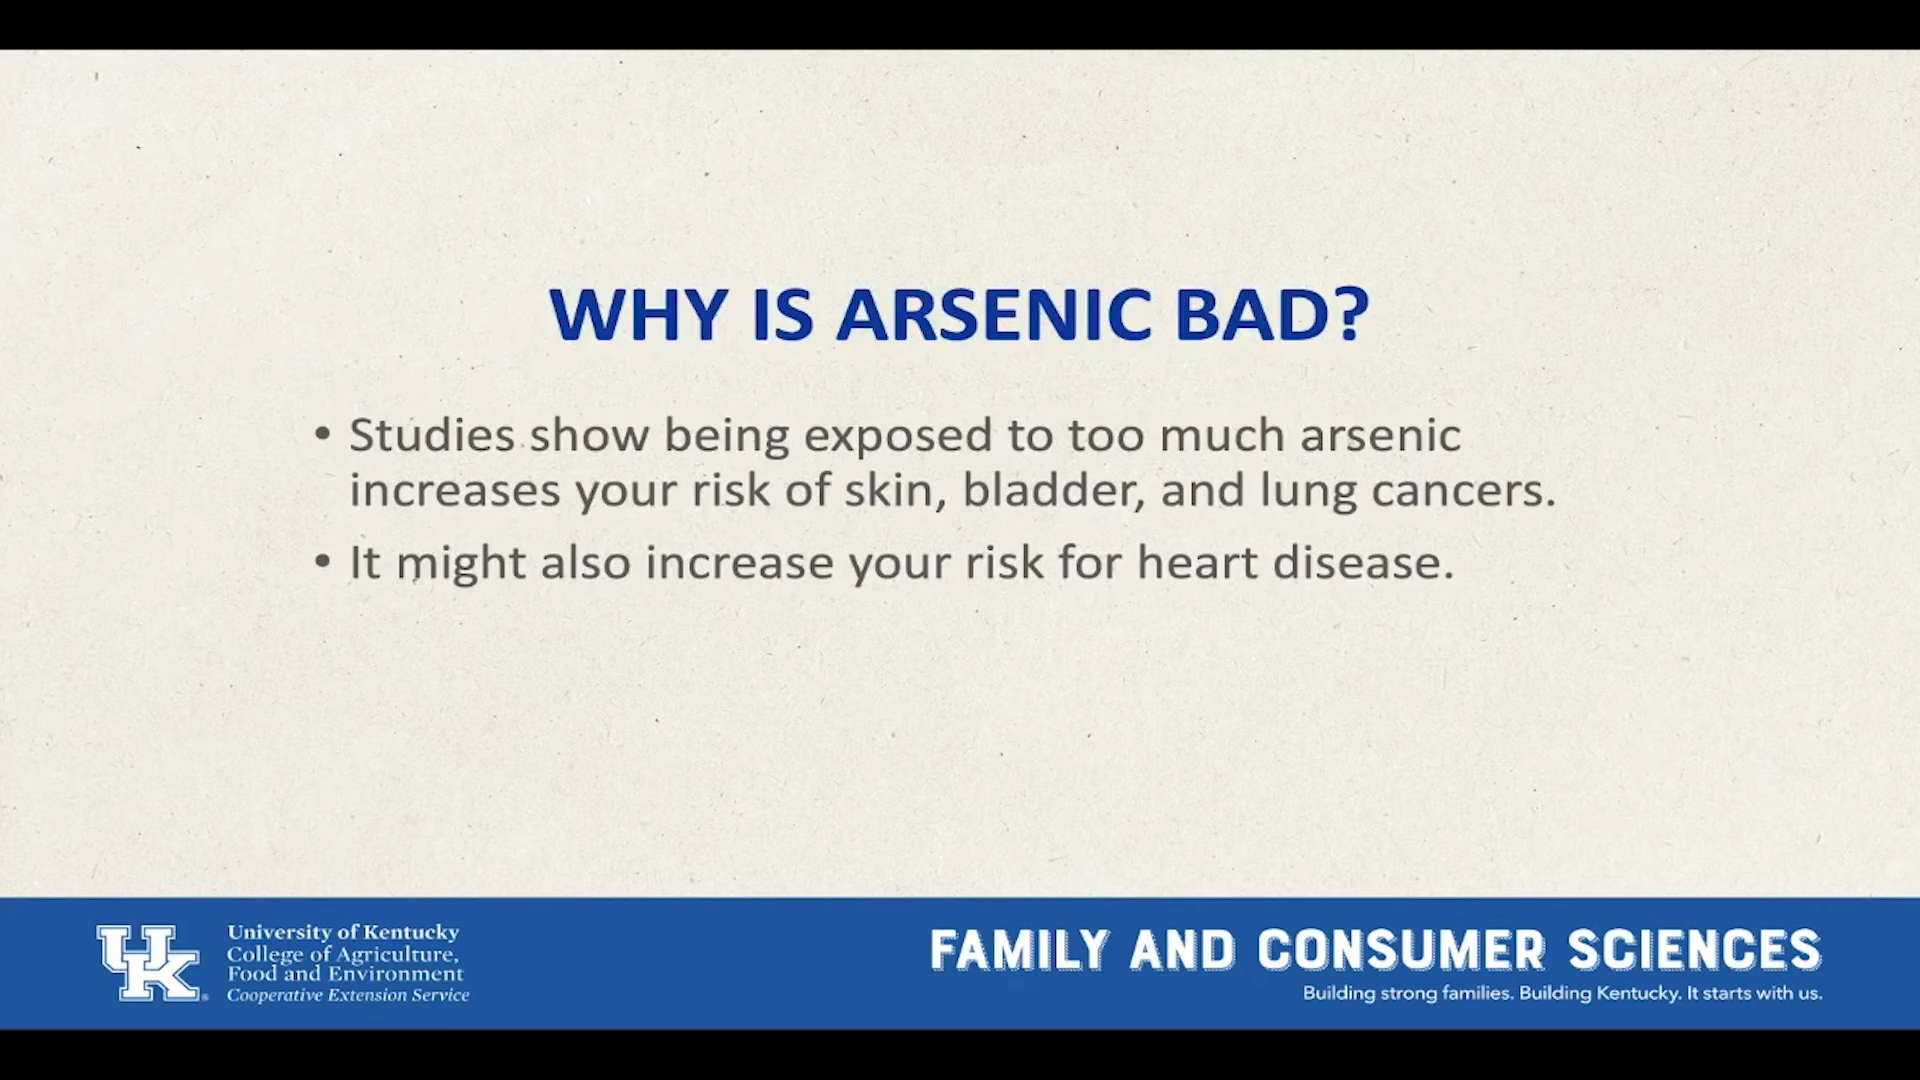 WHY IS ARSENIC BAD?
• Studies show being exposed to too much arsenic
increases your risk of skin, bladder, and lung cancers.
• It might also increase your risk for heart disease.
UK
University of Kentucky
College of Agriculture,
Food and Environment
Cooperative Extension Service
FAMILY AND CONSUMER SCIENCES
Building strong families. Building Kentucky. It starts with us.